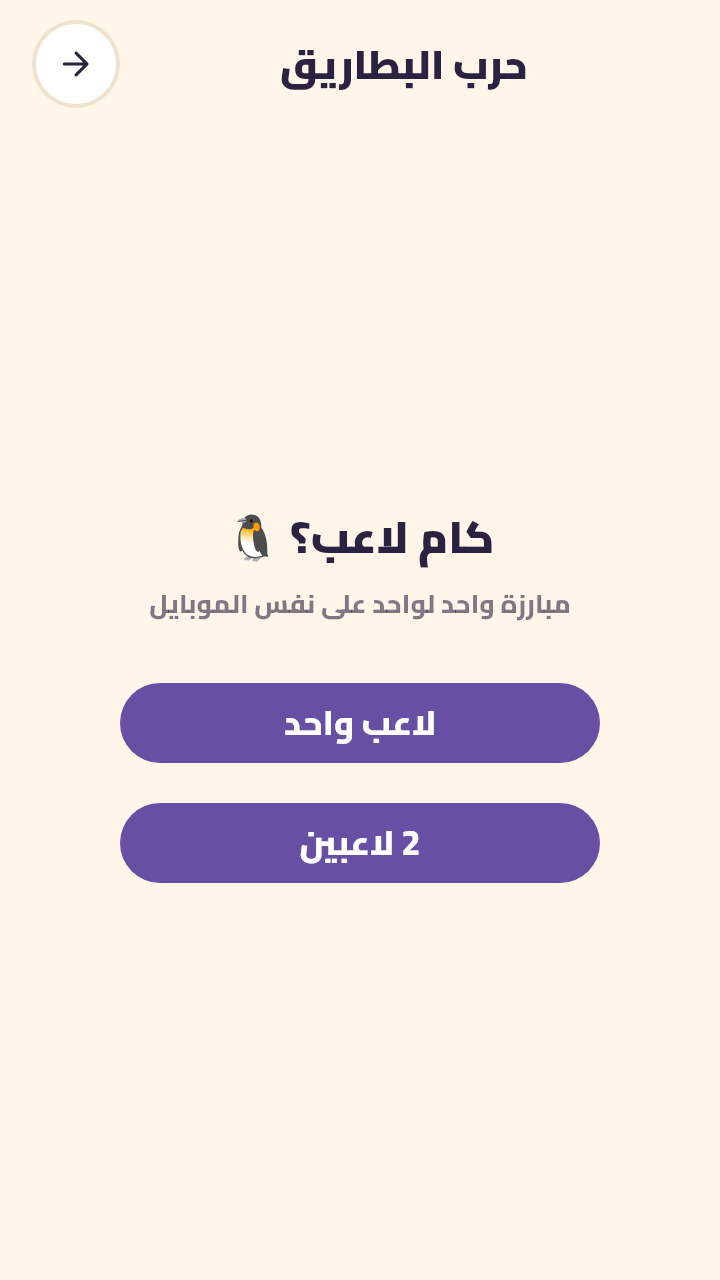 حرب البطاريق
كام لاعب؟ 🐧
مبارزة واحد لواحد على نفس الموبايل
لاعب واحد
2 لاعبين